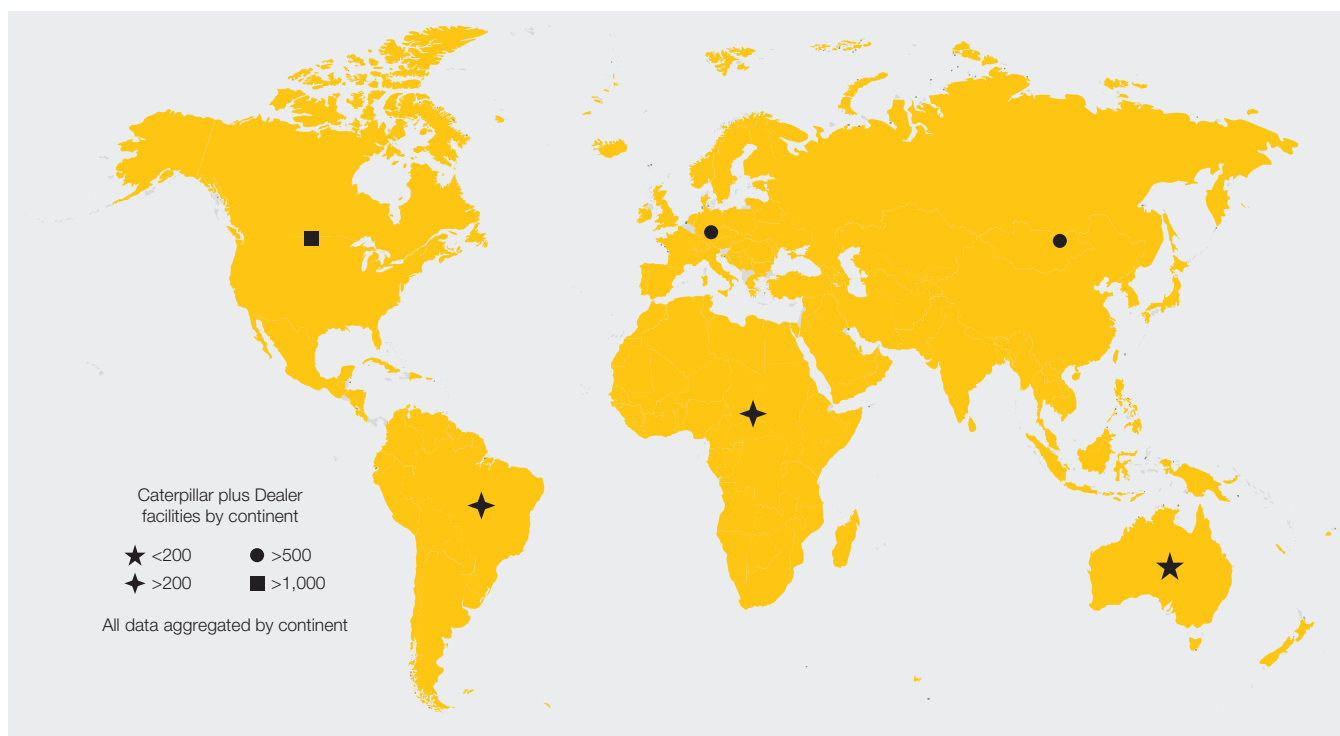 Caterpillar plus Dealer
facilities by continent
<200
>500
>200
>1,000
All data aggregated by continent